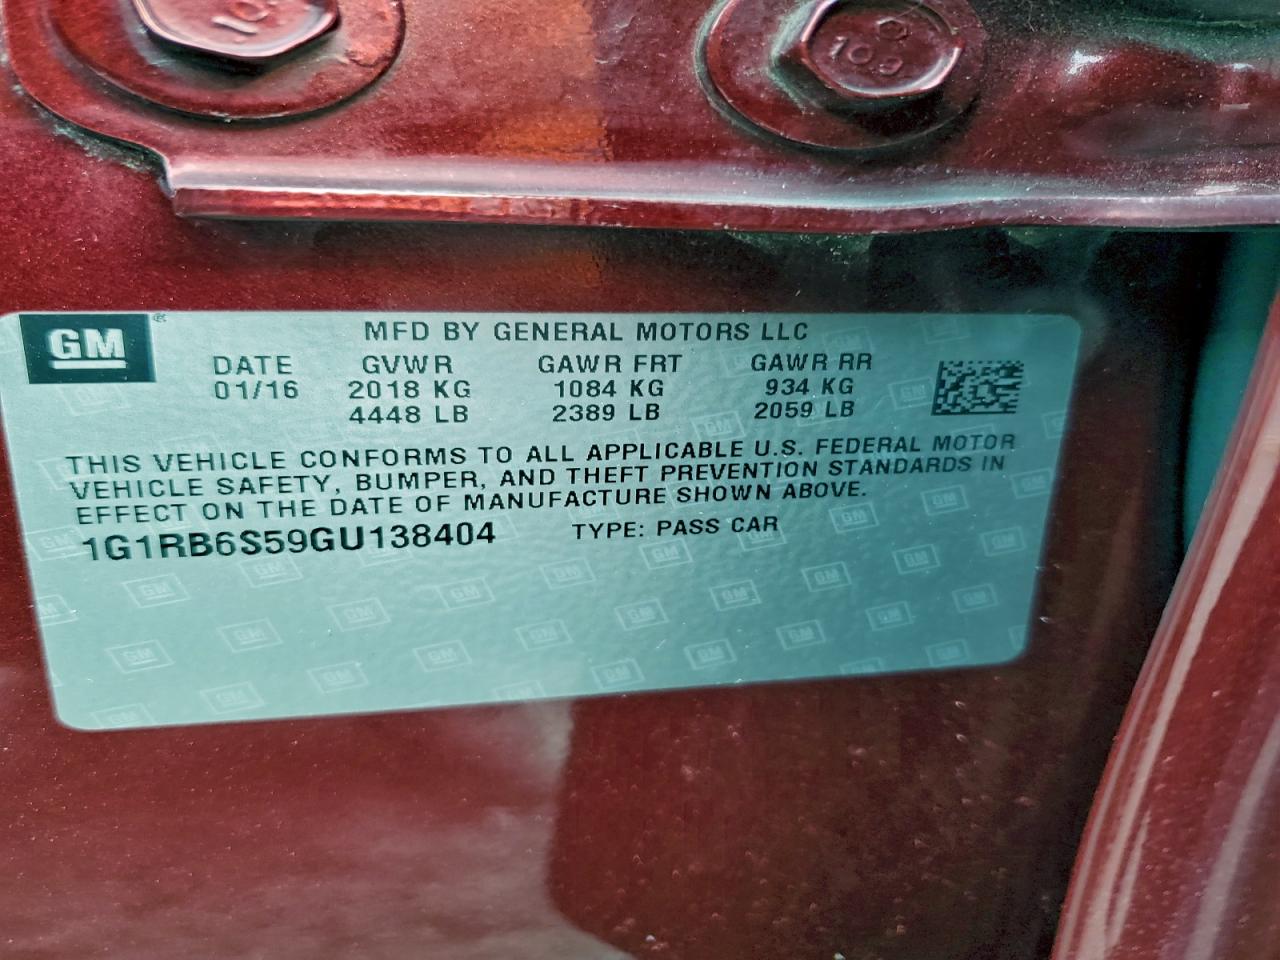 10.9
GM
MFD BY GENERAL MOTORS LLC
DATE GVWR GAWR FRT GAWR RR
01/16 2018 KG 1084 KG 934 KG
4448 LB 2389 LB 2059 LB
THIS VEHICLE CONFORMS TO ALL APPLICABLE U.S. FEDERAL MOTOR
VEHICLE SAFETY, BUMPER, AND THEFT PREVENTION STANDARDS IN
EFFECT ON THE DATE OF MANUFACTURE SHOWN ABOVE.
1G1RB6S59GU138404 TYPE: PASS CAR